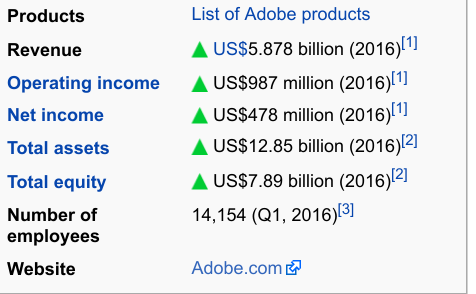 Products List of Adobe products
Revenue ▲ US$5.878 billion (2016)[1]
Operating income ▲ US$987 million (2016)[1]
Net income ▲ US$478 million (2016)[1]
Total assets ▲ US$12.85 billion (2016)[2]
Total equity ▲ US$7.89 billion (2016)[2]
Number of 14,154 (Q1, 2016)[3]
employees
Website Adobe.com